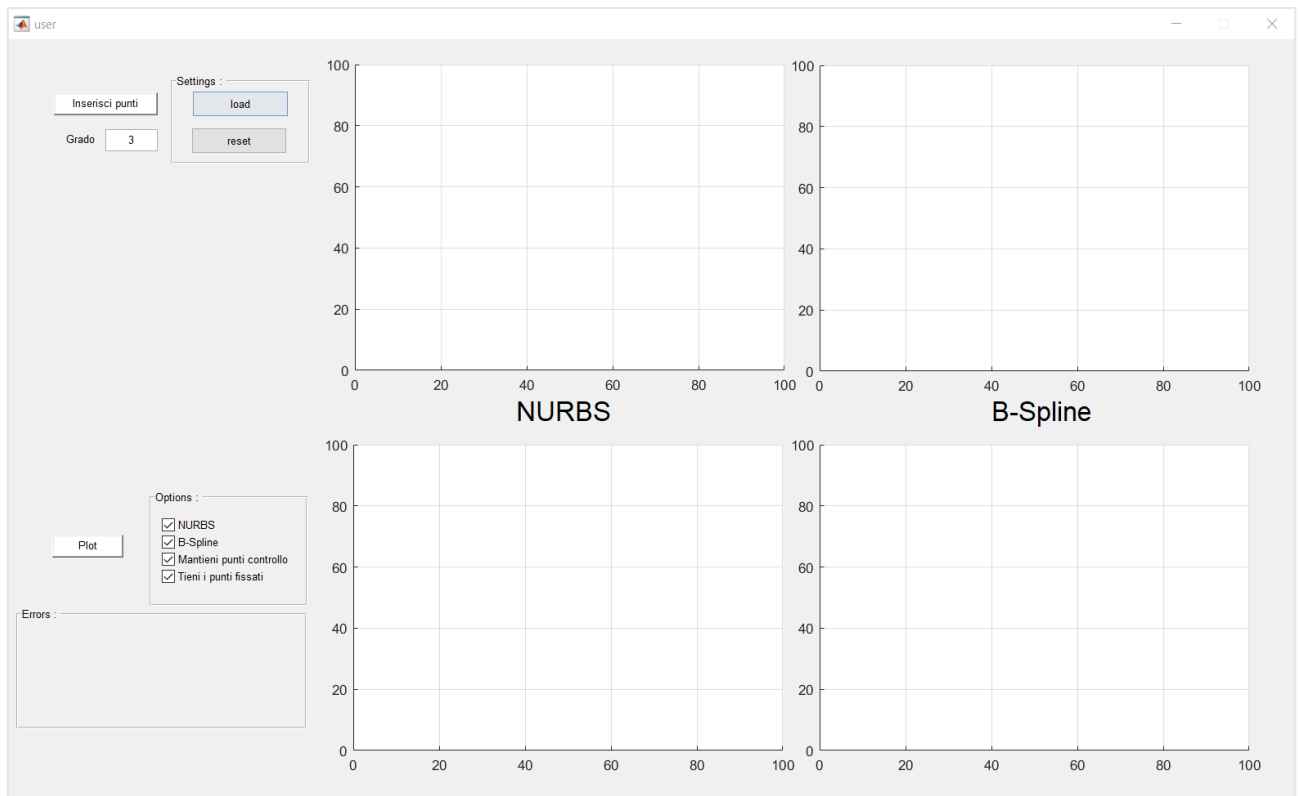 user
Settings :
Inserisci punti
load
Grado
3
reset
100
80
60
40
20
0
0 20 40 60 80 100
NURBS
100
80
60
40
20
0
0 20 40 60 80 100
B-Spline
Options :
NURBS
B-Spline
Mantieni punti controllo
Tieni i punti fissati
Plot
Errors :
100
80
60
40
20
0
0 20 40 60 80 100
100
80
60
40
20
0
0 20 40 60 80 100